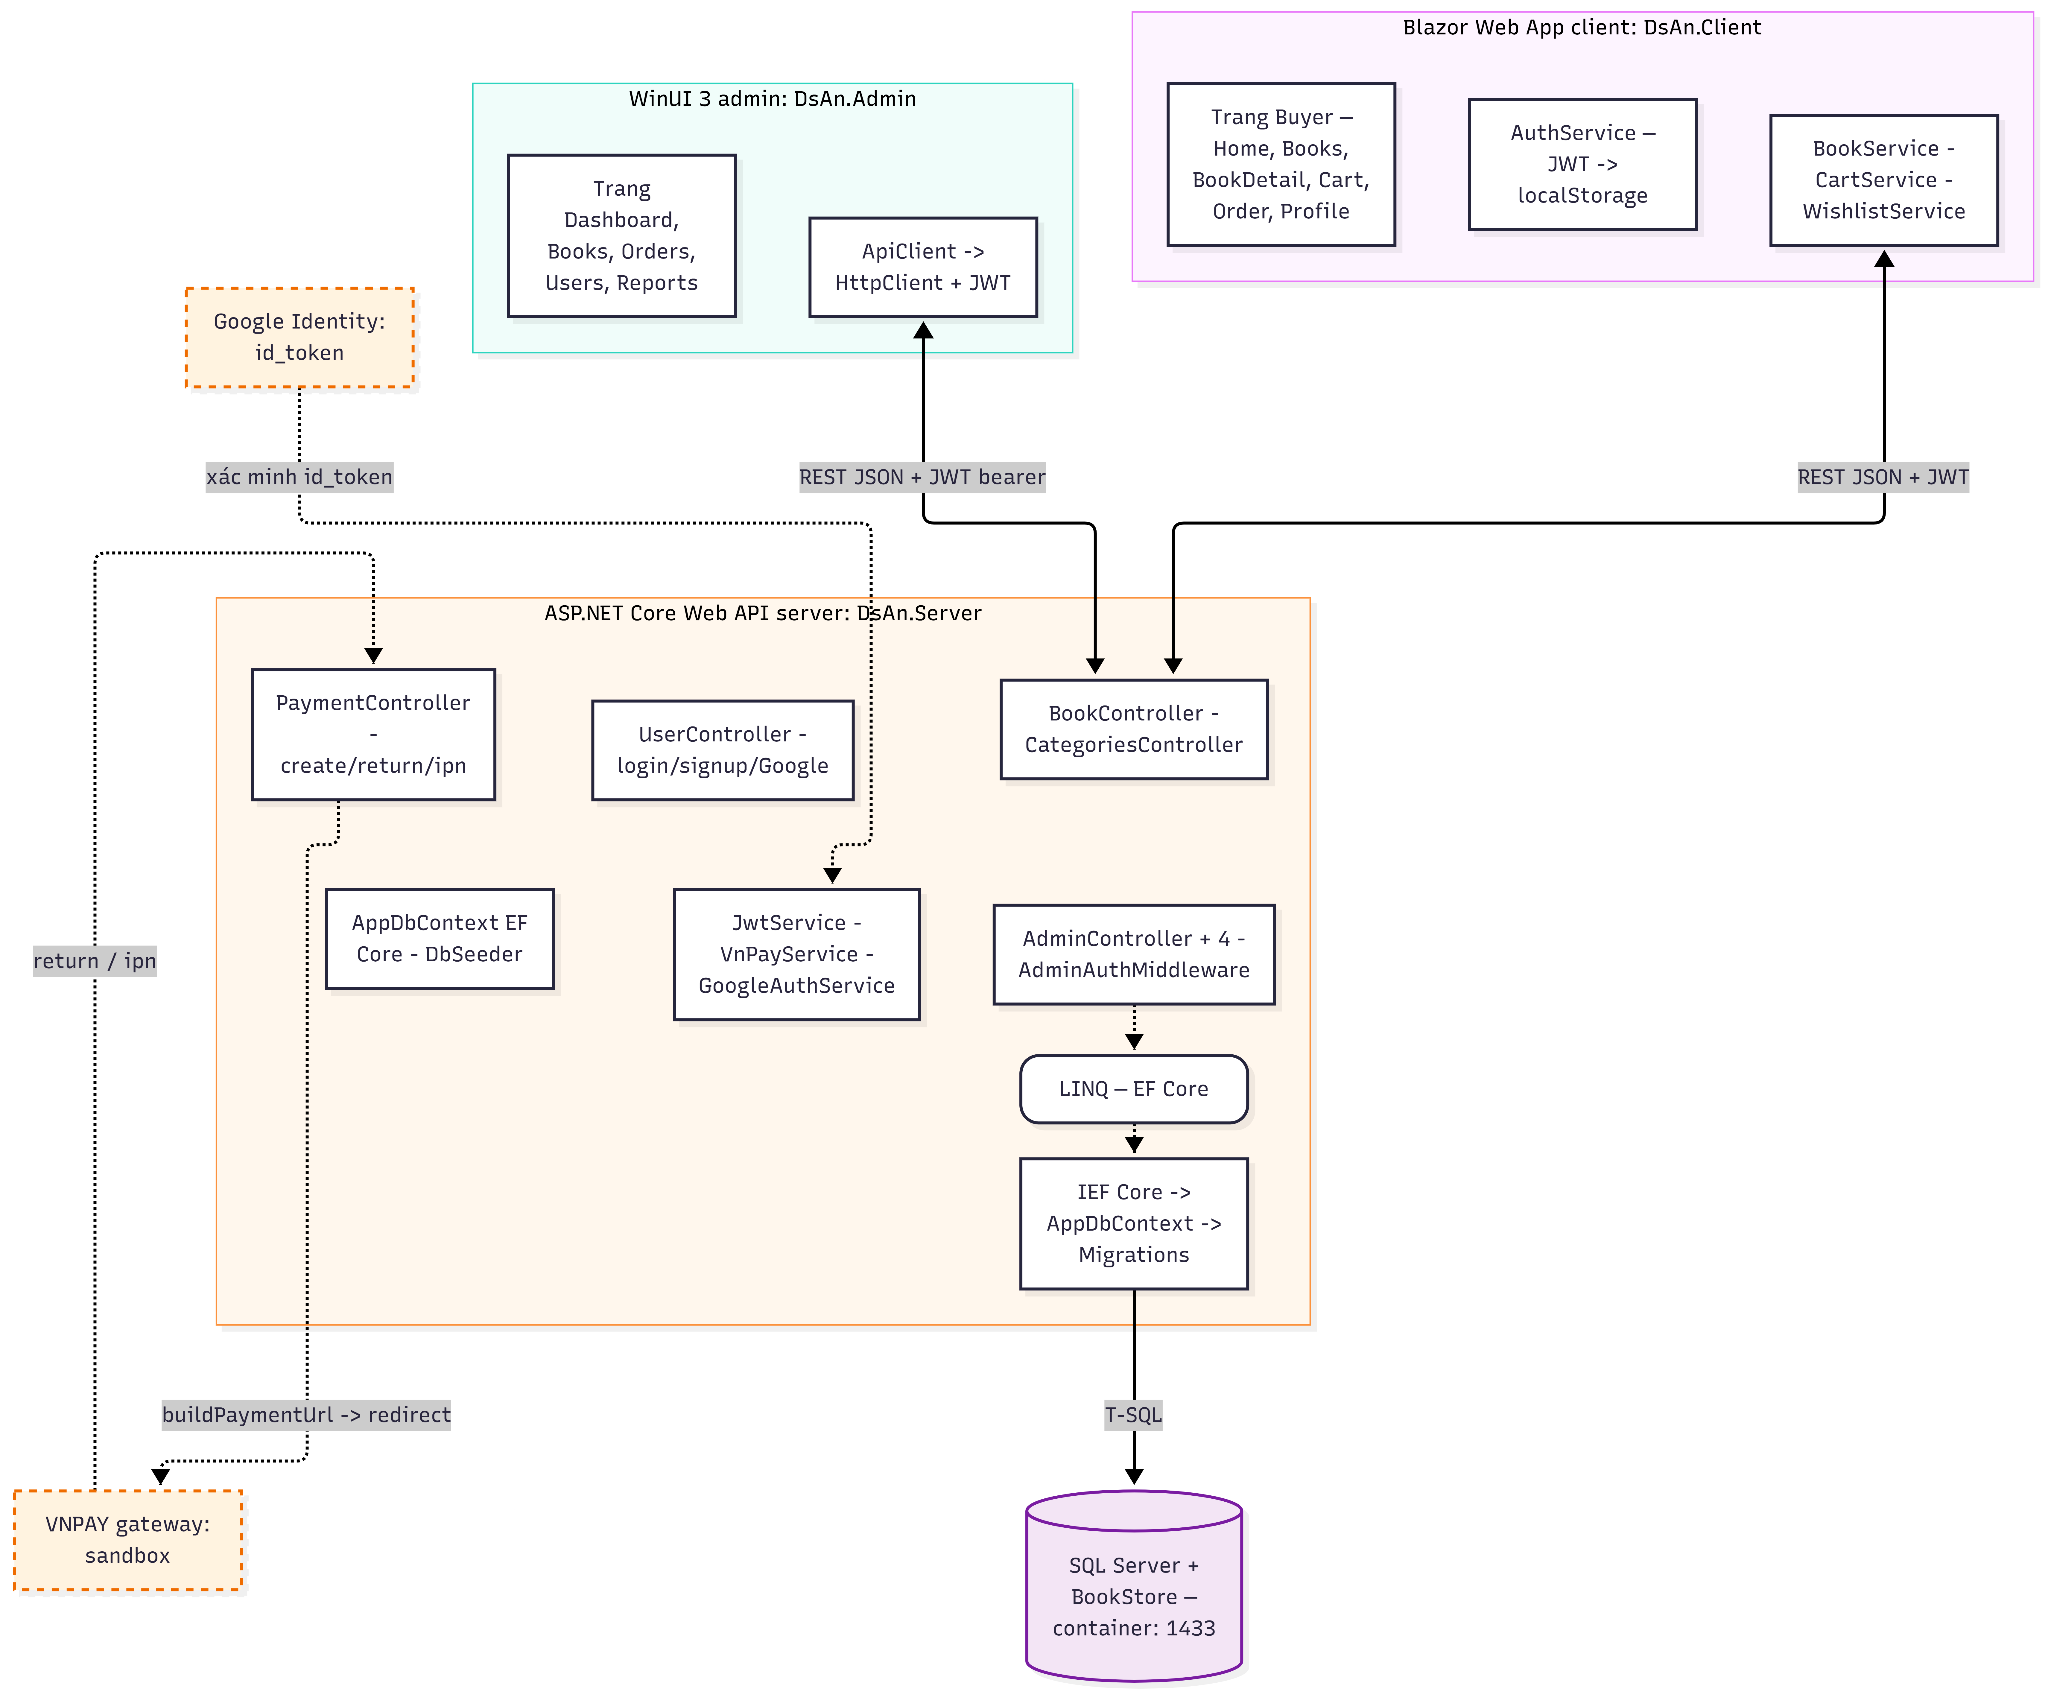 Blazor Web App client: DsAn.Client
Trang Buyer –
Home, Books,
BookDetail, Cart,
Order, Profile
AuthService –
JWT ->
localStorage
BookService -
CartService -
WishlistService
WinUI 3 admin: DsAn.Admin
Trang
Dashboard,
Books, Orders,
Users, Reports
ApiClient ->
HttpClient + JWT
Google Identity:
id_token
xác minh id_token
REST JSON + JWT bearer
REST JSON + JWT
ASP.NET Core Web API server: DsAn.Server
PaymentController
-
create/return/ipn
UserController -
login/signup/Google
BookController -
CategoriesController
AppDbContext EF
Core - DbSeeder
JwtService -
VnPayService -
GoogleAuthService
AdminController + 4 -
AdminAuthMiddleware
return / ipn
LINQ – EF Core
IEF Core ->
AppDbContext ->
Migrations
buildPaymentUrl -> redirect
T-SQL
VNPAY gateway:
sandbox
SQL Server +
BookStore –
container: 1433